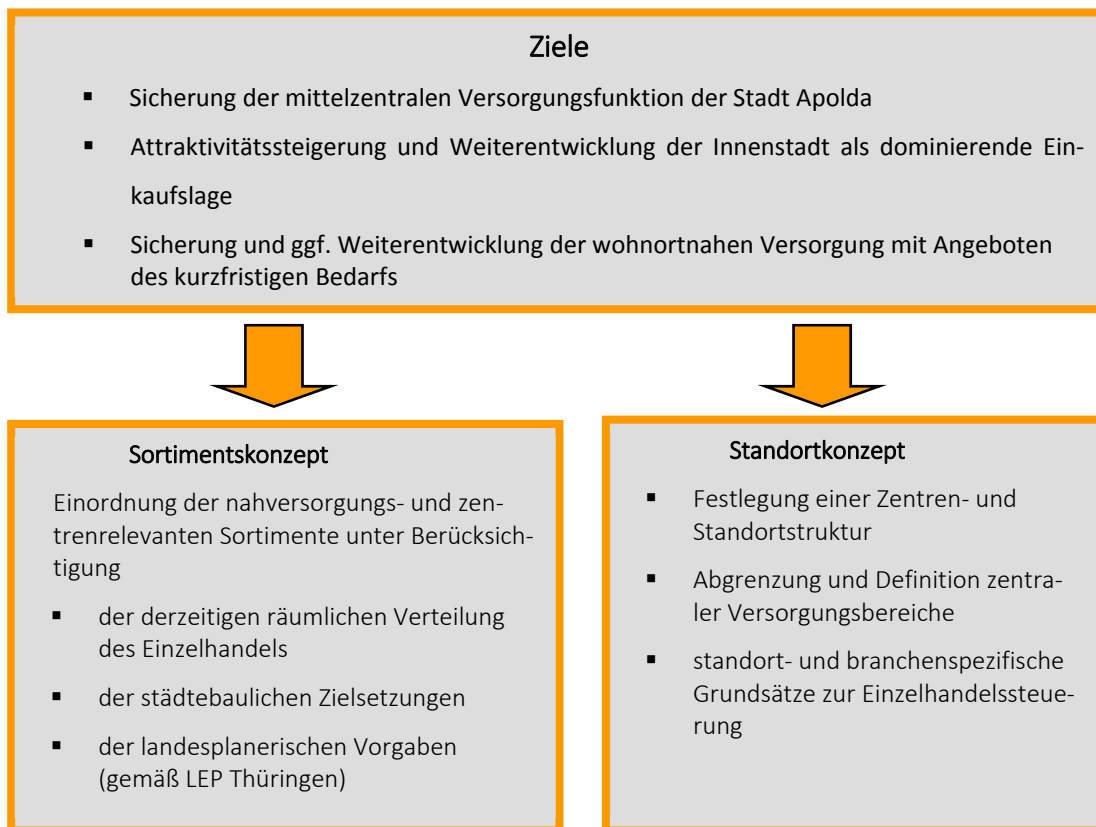 Ziele
▪ Sicherung der mittelzentralen Versorgungsfunktion der Stadt Apolda
▪ Attraktivitätssteigerung und Weiterentwicklung der Innenstadt als dominierende Ein-
kaufslage
▪ Sicherung und ggf. Weiterentwicklung der wohnortnahen Versorgung mit Angeboten
des kurzfristigen Bedarfs
Sortimentskonzept
Einordnung der nahversorgungs- und zen-
trenrelevanten Sortimente unter Berücksich-
tigung
▪ der derzeitigen räumlichen Verteilung
des Einzelhandels
▪ der städtebaulichen Zielsetzungen
▪ der landesplanerischen Vorgaben
(gemäß LEP Thüringen)
Standortkonzept
▪ Festlegung einer Zentren- und
Standortstruktur
▪ Abgrenzung und Definition zentra-
ler Versorgungsbereiche
▪ standort- und branchenspezifische
Grundsätze zur Einzelhandelssteue-
rung